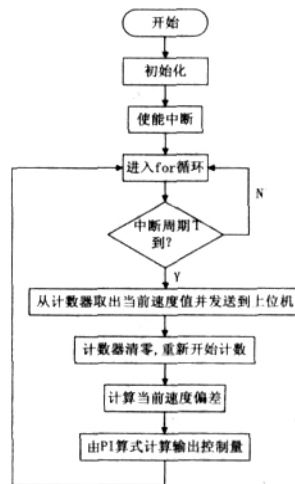 开始
初始化
使能中断
进入for循环
N
中断周期T
到?
Y
从计数器取出当前速度值并发送到上位机
计数器清零,重新开始计数
计算当前速度偏差
由PI算式计算输出控制量